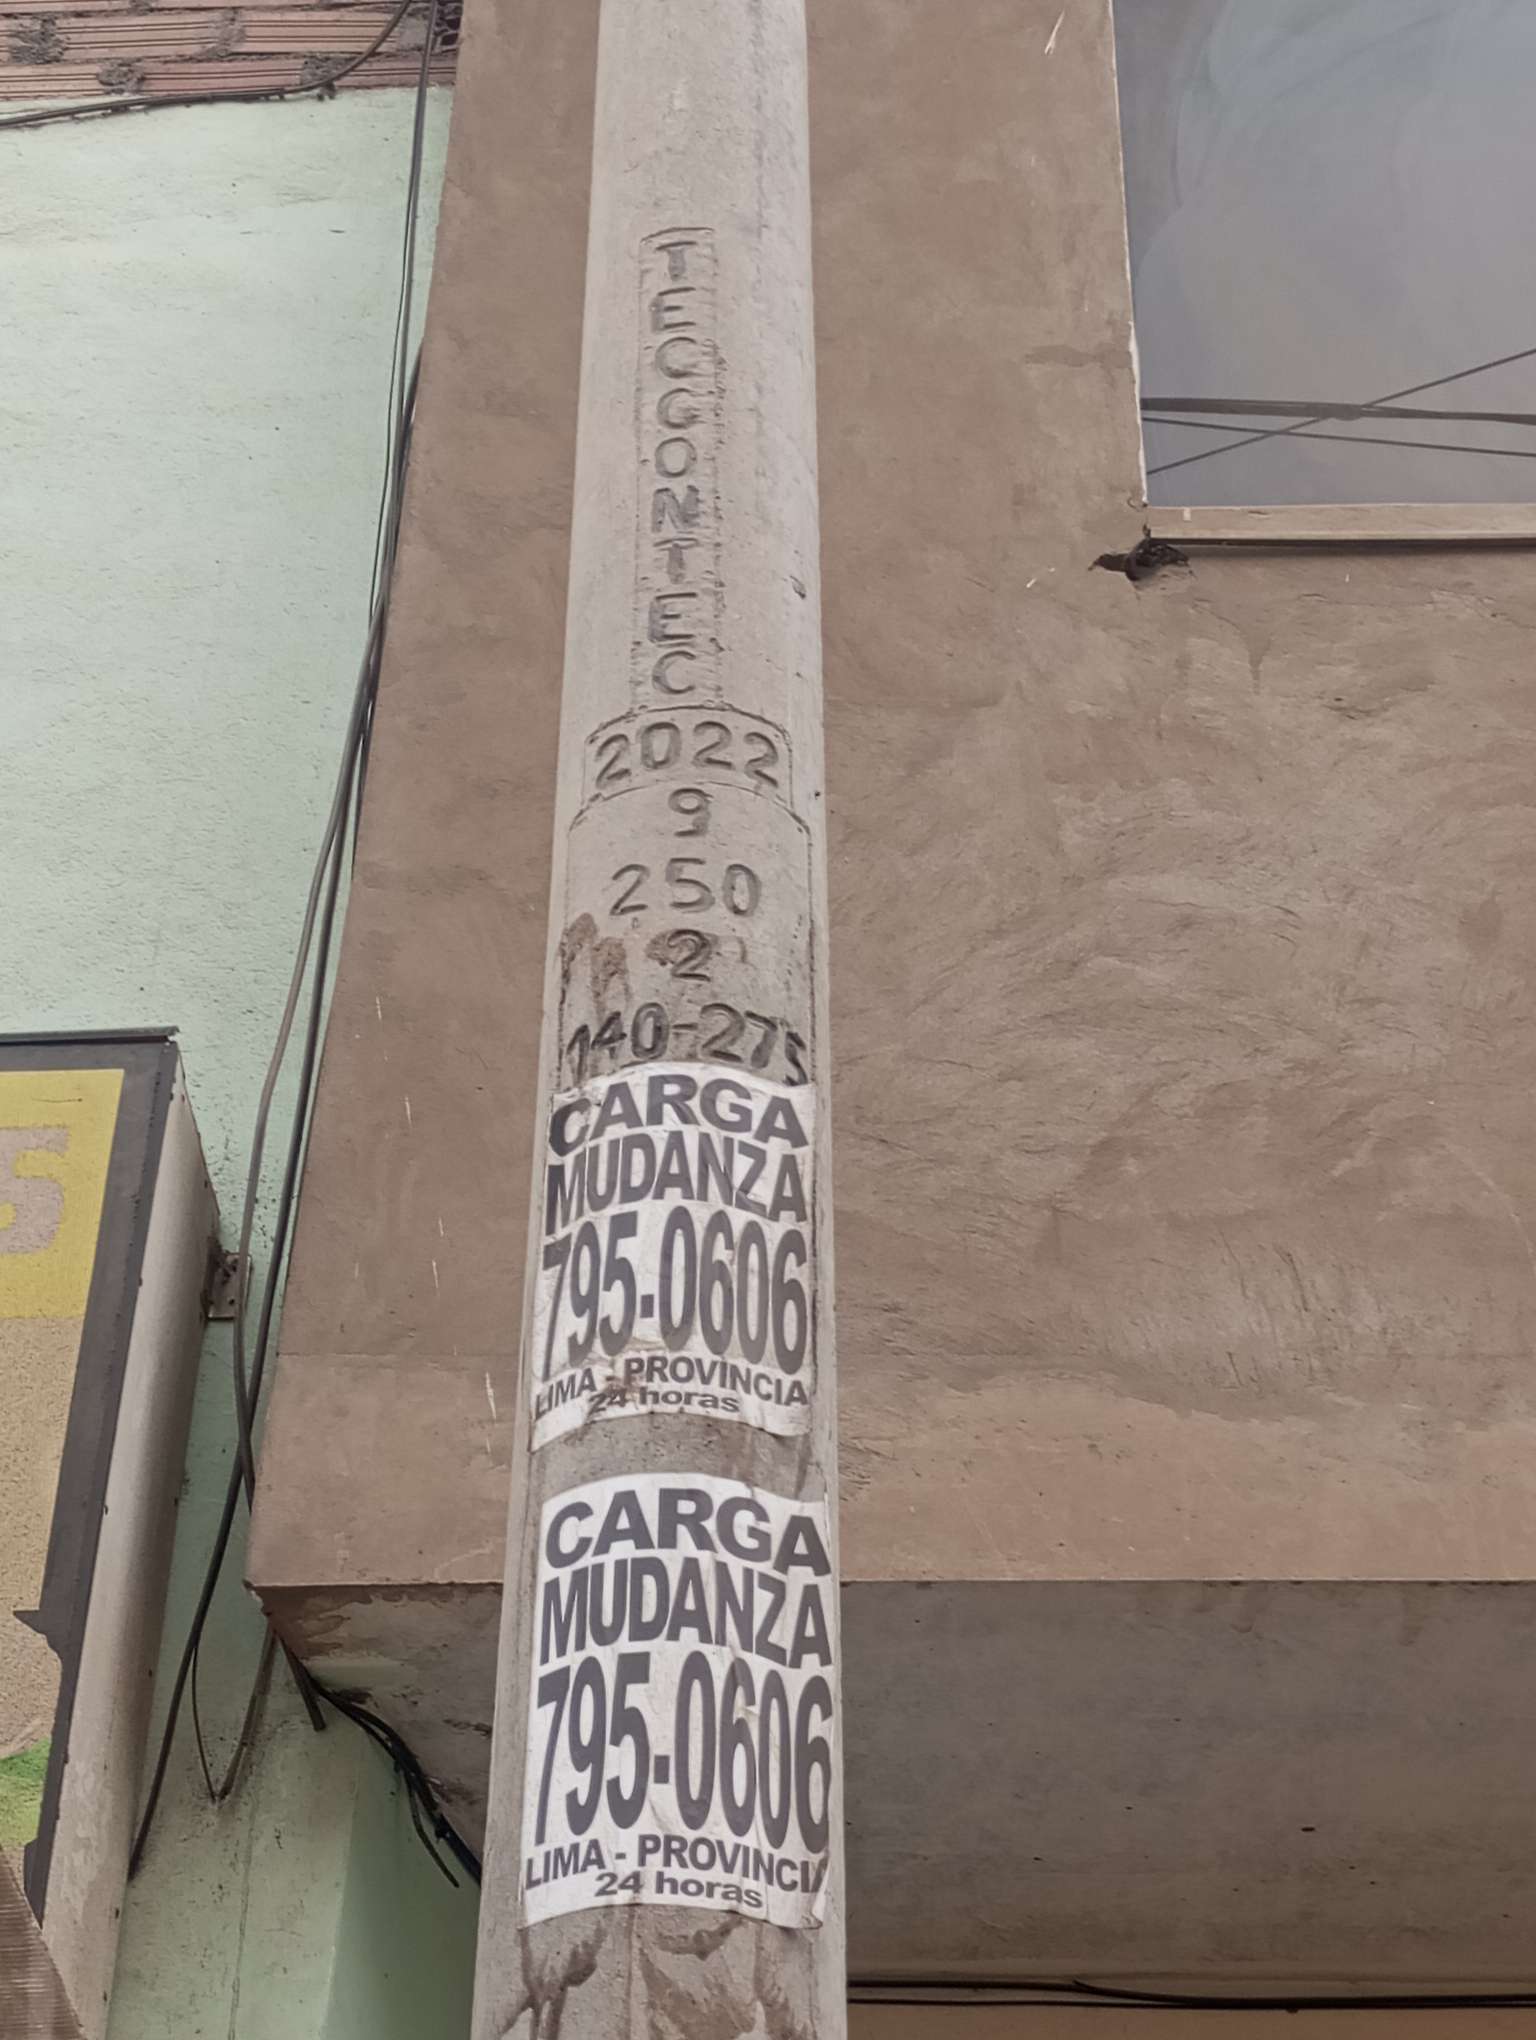 TECCONTEC
2022
9
250
2
140-275
CARGA
MUDANZA
795-0606
LIMA - PROVINCIA
24 horas
CARGA
MUDANZA
795-0606
LIMA - PROVINCIA
24 horas